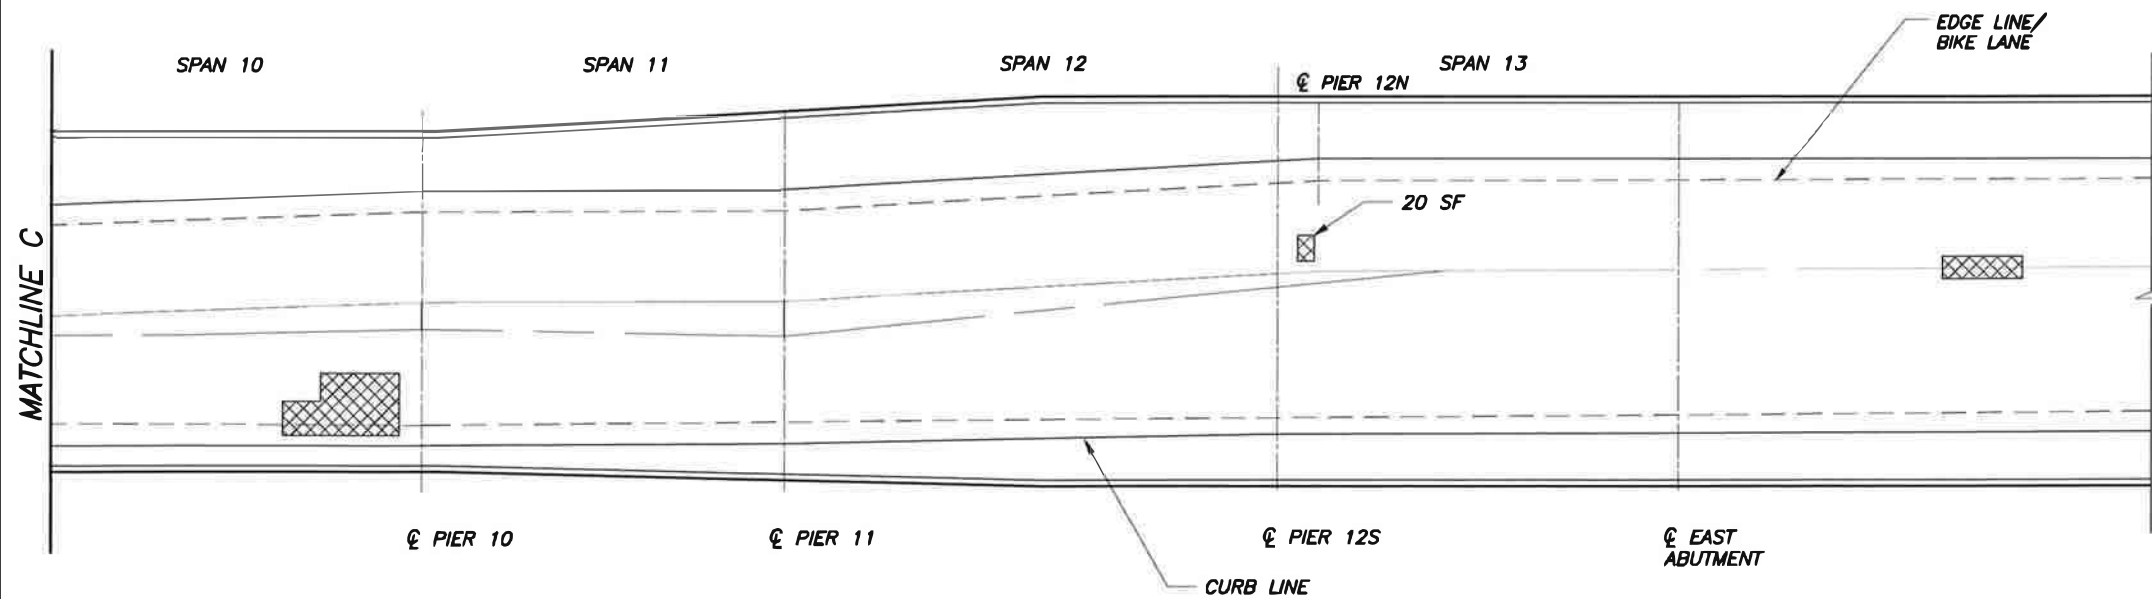 EDGE LINE/
BIKE LANE
SPAN 10
SPAN 11
SPAN 12
SPAN 13
℄ PIER 12N
20 SF
MATCHLINE C
℄ PIER 10
℄ PIER 11
℄ PIER 12S
℄ EAST
ABUTMENT
CURB LINE